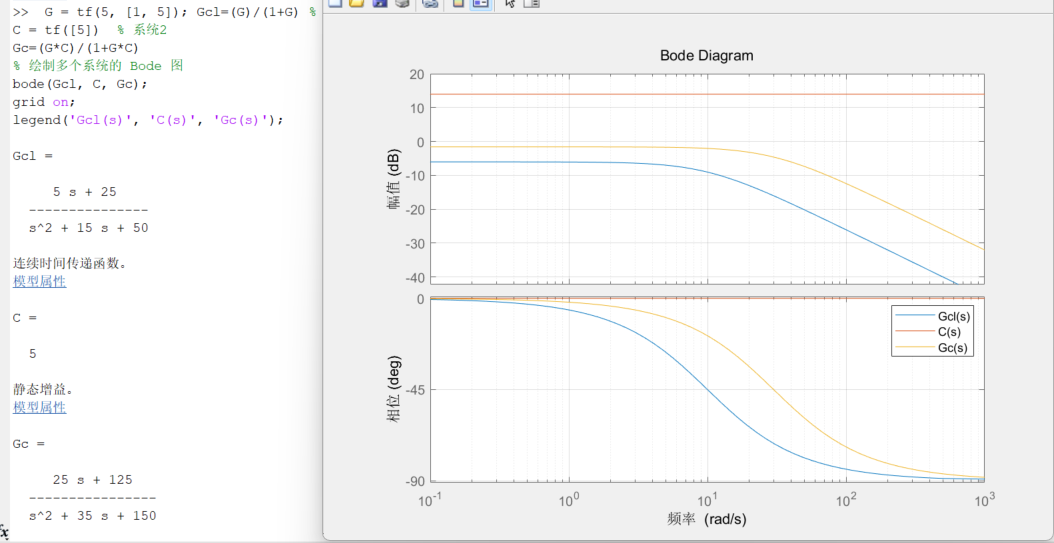 >>  G = tf(5, [1, 5]); Gcl=(G)/(1+G) %
C = tf([5])  % 系统2
Gc=(G*C)/(1+G*C)
% 绘制多个系统的 Bode 图
bode(Gcl, C, Gc);
grid on;
legend('Gcl(s)', 'C(s)', 'Gc(s)');
Gcl =
5 s + 25
---------------
s^2 + 15 s + 50
连续时间传递函数。
模型属性
C =
5
静态增益。
模型属性
Gc =
25 s + 125
----------------
s^2 + 35 s + 150
fx
Bode Diagram
幅值 (dB)
20
10
0
-10
-20
-30
-40
相位 (deg)
0
-45
-90
Gcl(s)
C(s)
Gc(s)
10^-1
10^0
10^1
10^2
10^3
频率 (rad/s)